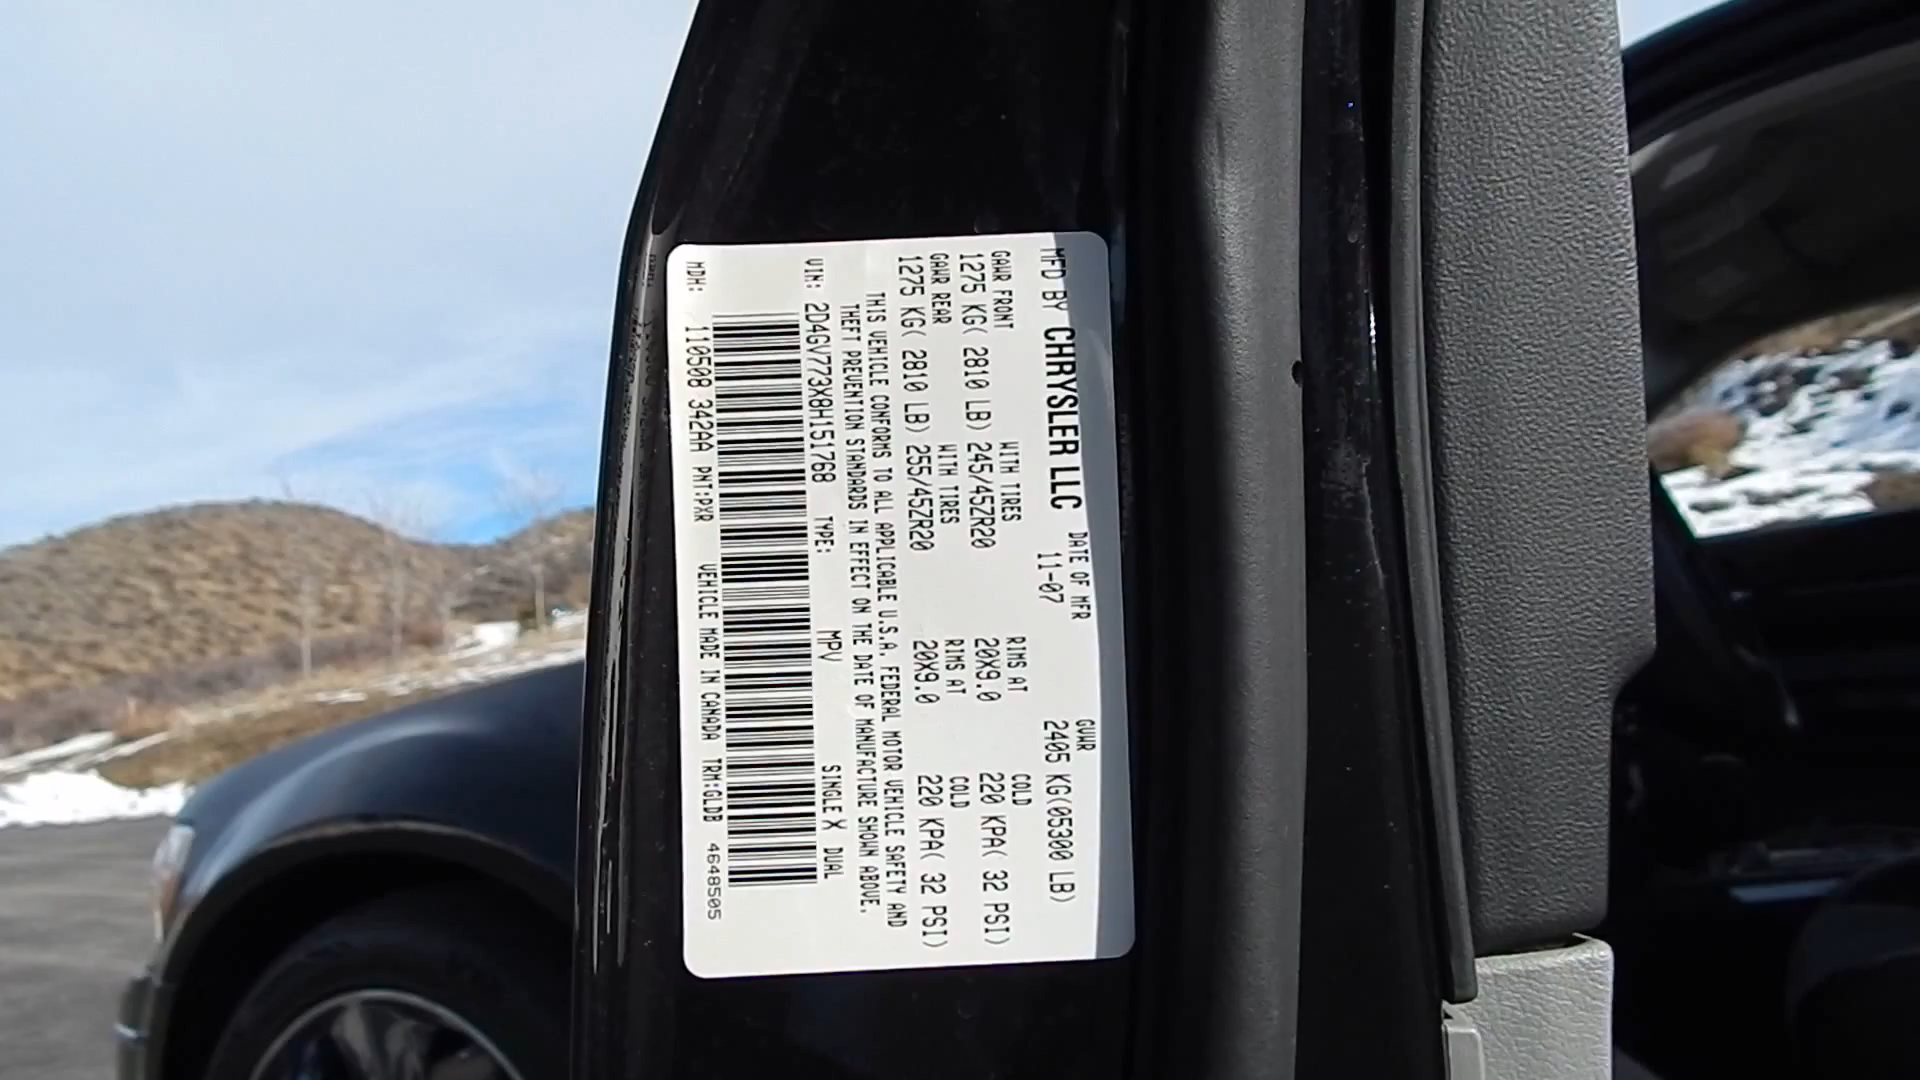 MFD BY CHRYSLER LLC DATE OF MFR GVWR
11-07 2405 KG(05300 LB)
GAWR FRONT WITH TIRES RIMS AT COLD
1275 KG( 2810 LB) 245/45ZR20 20X9.0 220 KPA( 32 PSI)
GAWR REAR WITH TIRES RIMS AT COLD
1275 KG( 2810 LB) 255/45ZR20 20X9.0 220 KPA( 32 PSI)
THIS VEHICLE CONFORMS TO ALL APPLICABLE U.S.A. FEDERAL MOTOR VEHICLE SAFETY AND
THEFT PREVENTION STANDARDS IN EFFECT ON THE DATE OF MANUFACTURE SHOWN ABOVE.
VIN: 2D4GV773X8H151768 TYPE: MPV SINGLE X DUAL
MDH: 110508 342AA PNT:PXR VEHICLE MADE IN CANADA TRM:GLDB 4648505